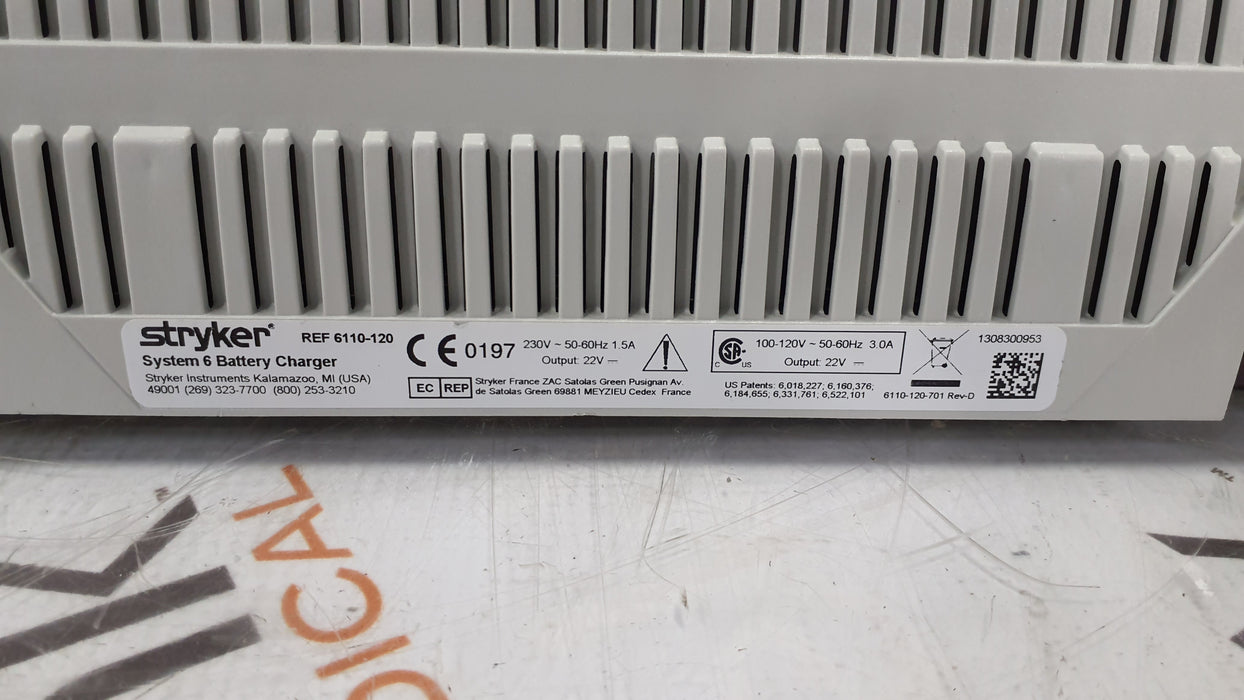 stryker®
REF 6110-120
System 6 Battery Charger
Stryker Instruments Kalamazoo, MI (USA)
49001 (269) 323-7700 (800) 253-3210
CE 0197
230V ~ 50-60Hz 1.5A
Output: 22V ⎓
EC REP
Stryker France ZAC Satolas Green Pusignan Av.
de Satolas Green 69881 MEYZIEU Cedex France
C SA US
100-120V ~ 50-60Hz 3.0A
Output: 22V ⎓
US Patents: 6,018,227; 6,160,376;
6,184,655; 6,331,761; 6,522,101
6110-120-701 Rev-D
1308300953
DICAL